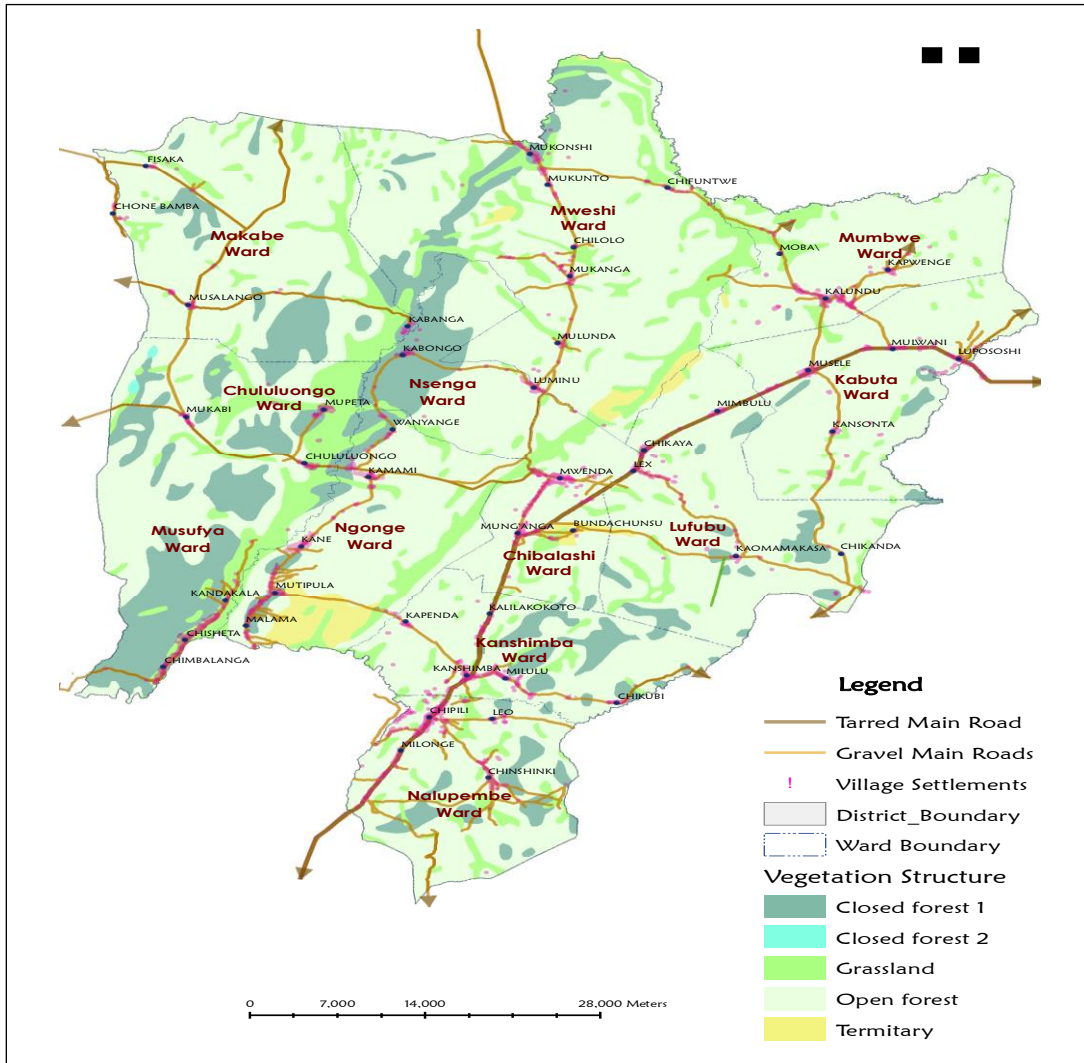 MUKONSHI
FISAKA
MUKUNTO
CHIFUNTWE
CHONE BAMBA
Mweshi
Ward
Makabe
Ward
CHILOLO
MOBA\
Mumbwe
Ward
KAPWENGE
MUKANGA
MUSALANGO
KALUNDU
KABANGA
MULUNDA
MULWANI
KABONGO
LUPOSOSHI
MUSELE
Chululuongo
Ward
Nsenga
Ward
LUMINU
Kabuta
Ward
MUPETA
MUKABI
MIMBULU
WANYANGE
KANSONTA
CHIKAYA
CHULULUONGO
LEX
KAMAMI
MWENDA
Musufya
Ward
Ngonge
Ward
MUNG'ANGA
BUNDACHUNSU
Lufubu
Ward
KANE
Chibalashi
Ward
KAOMAMAKASA
CHIKANDA
KANDAKALA
MUTIPULA
KALILAKOKOTO
MALAMA
KAPENDA
CHISHETA
Kanshimba
Ward
CHIMBALANGA
KANSHIMBA
MILULU
CHIKUBI
CHIPILI
LEO
MILONGE
CHINSHINKI
Nalupembe
Ward
Legend
Tarred Main Road
Gravel Main Roads
! Village Settlements
District_Boundary
Ward Boundary
Vegetation Structure
Closed forest 1
Closed forest 2
Grassland
Open forest
Termitary
0 7,000 14,000 28,000 Meters